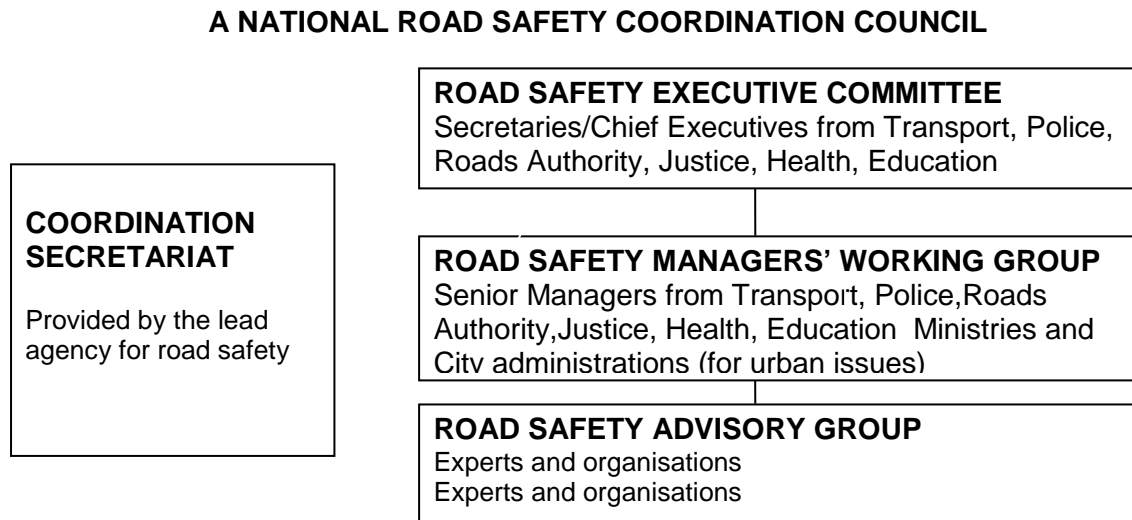 A NATIONAL ROAD SAFETY COORDINATION COUNCIL
COORDINATION
SECRETARIAT
Provided by the lead
agency for road safety
ROAD SAFETY EXECUTIVE COMMITTEE
Secretaries/Chief Executives from Transport, Police,
Roads Authority, Justice, Health, Education
ROAD SAFETY MANAGERS’ WORKING GROUP
Senior Managers from Transport, Police,Roads
Authority,Justice, Health, Education  Ministries and
City administrations (for urban issues)
ROAD SAFETY ADVISORY GROUP
Experts and organisations
Experts and organisations